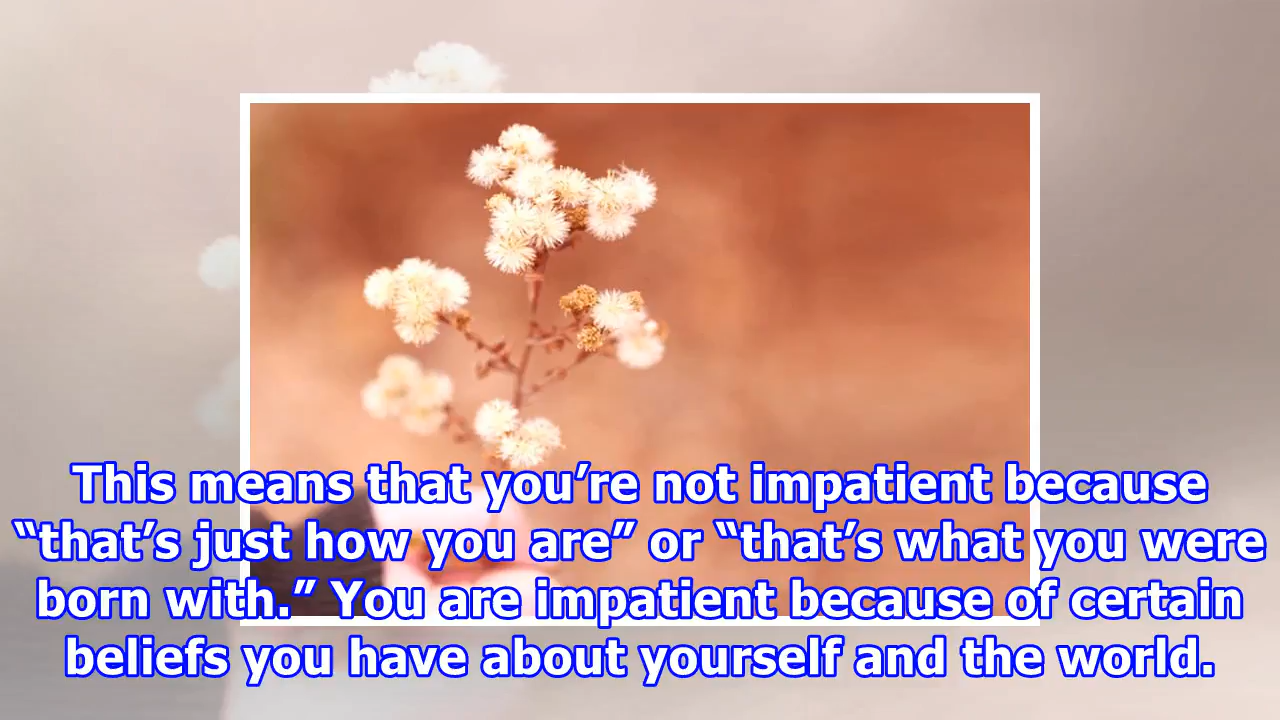 This means that you’re not impatient because
“that’s just how you are” or “that’s what you were
born with.” You are impatient because of certain
beliefs you have about yourself and the world.